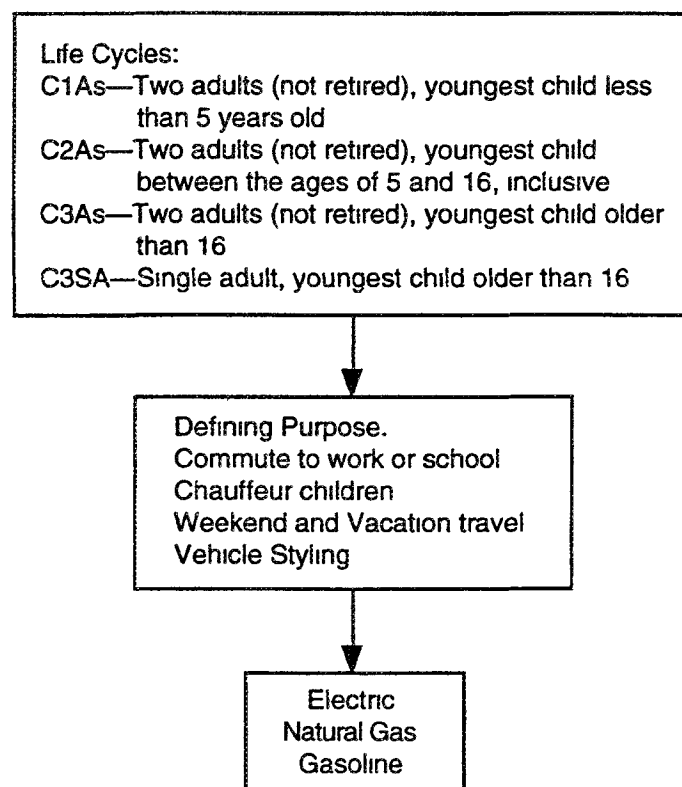 Life Cycles:
C1As—Two adults (not retired), youngest child less
than 5 years old
C2As—Two adults (not retired), youngest child
between the ages of 5 and 16, inclusive
C3As—Two adults (not retired), youngest child older
than 16
C3SA—Single adult, youngest child older than 16
Defining Purpose.
Commute to work or school
Chauffeur children
Weekend and Vacation travel
Vehicle Styling
Electric
Natural Gas
Gasoline